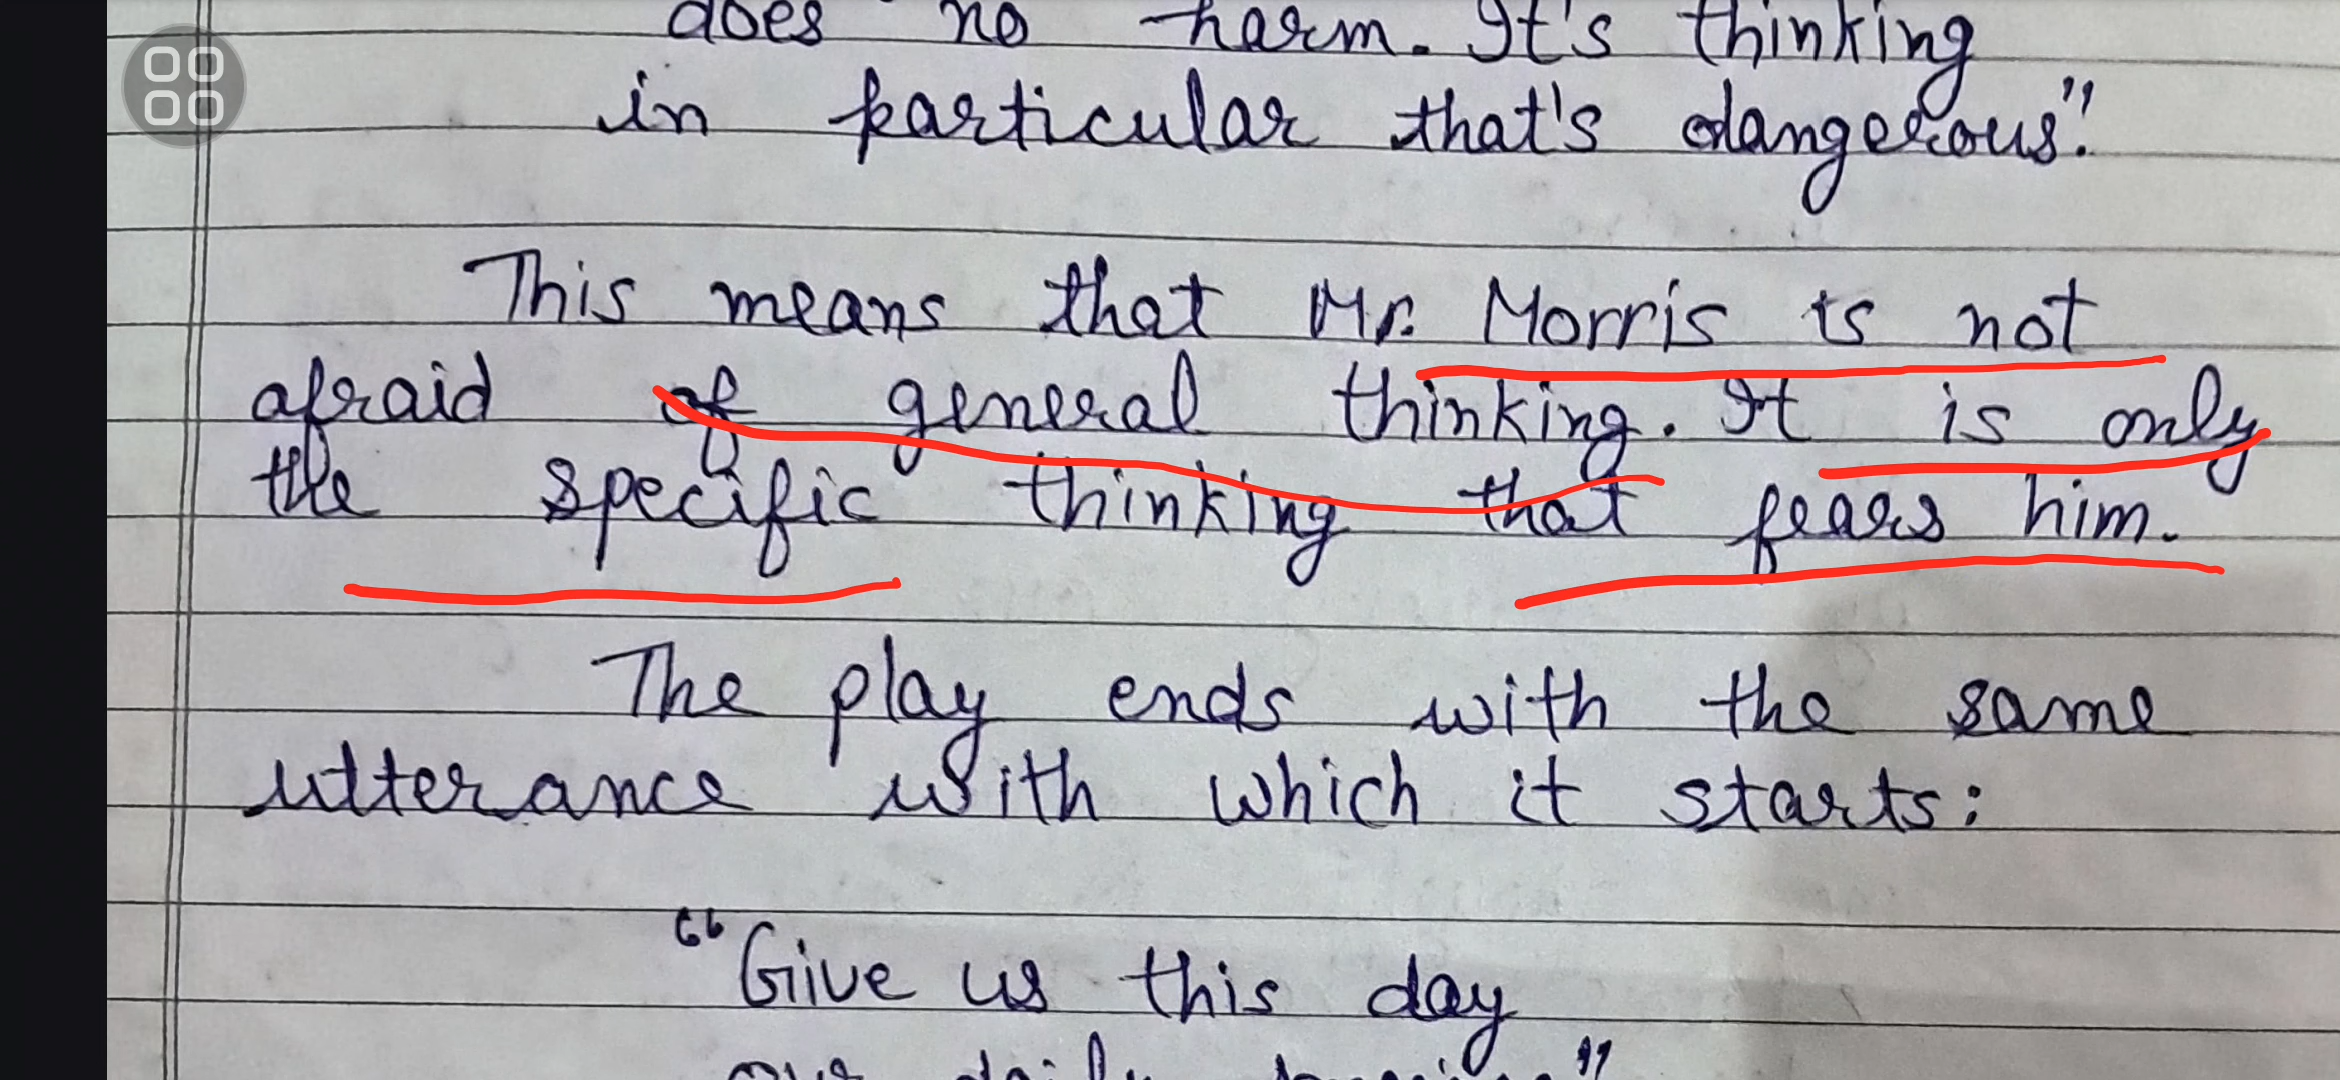 does no harm. It's thinking
in particular that's dangerous".
This means that Mr. Morris is not
afraid of general thinking. It is only
the specific thinking that fears him.
The play ends with the same
utterance with which it starts:
"Give us this day
our daily